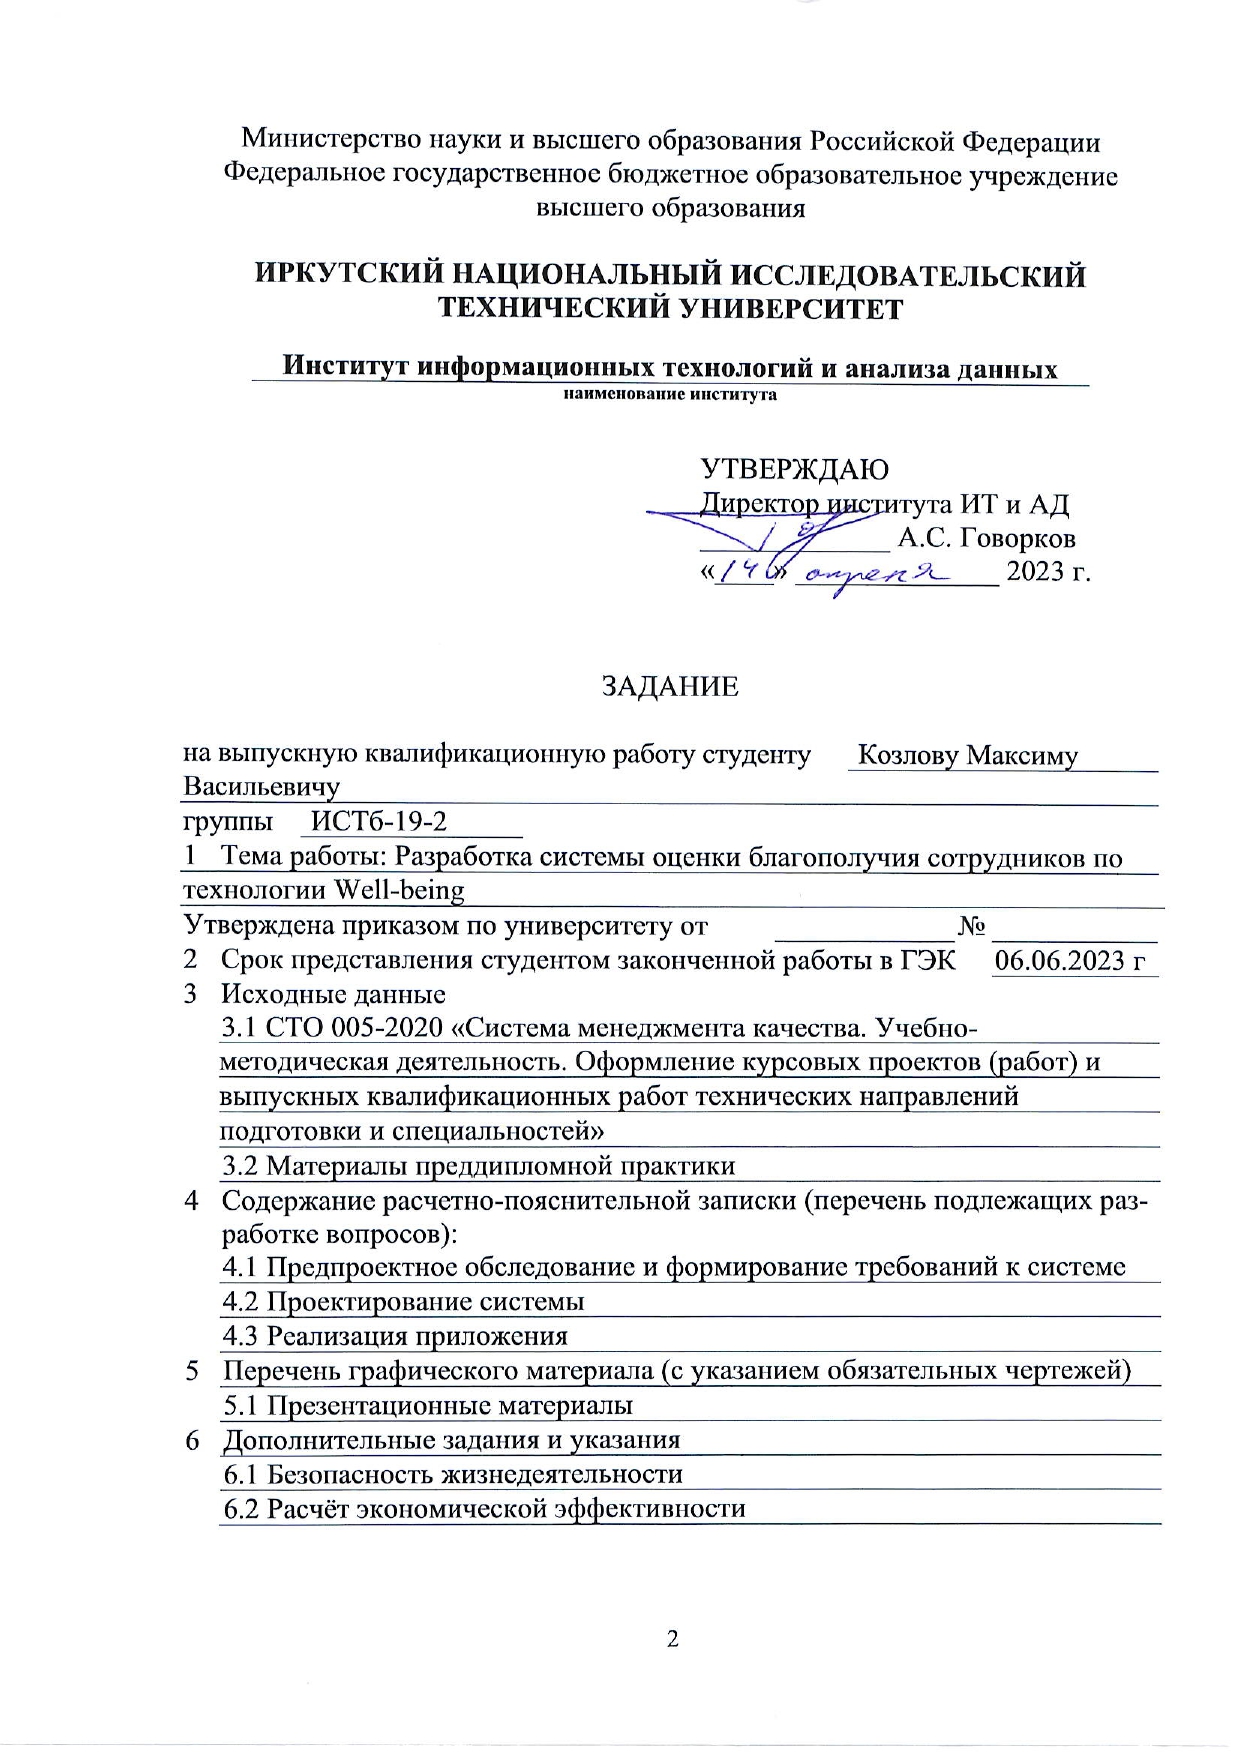 Министерство науки и высшего образования Российской Федерации
Федеральное государственное бюджетное образовательное учреждение
высшего образования
ИРКУТСКИЙ НАЦИОНАЛЬНЫЙ ИССЛЕДОВАТЕЛЬСКИЙ
ТЕХНИЧЕСКИЙ УНИВЕРСИТЕТ
Институт информационных технологий и анализа данных
наименование института
УТВЕРЖДАЮ
Директор института ИТ и АД
А.С. Говорков
«14» апреля 2023 г.
ЗАДАНИЕ
на выпускную квалификационную работу студенту Козлову Максиму
Васильевичу
группы ИСТб-19-2
1 Тема работы: Разработка системы оценки благополучия сотрудников по
технологии Well-being
Утверждена приказом по университету от №
2 Срок представления студентом законченной работы в ГЭК 06.06.2023 г
3 Исходные данные
3.1 СТО 005-2020 «Система менеджмента качества. Учебно-
методическая деятельность. Оформление курсовых проектов (работ) и
выпускных квалификационных работ технических направлений
подготовки и специальностей»
3.2 Материалы преддипломной практики
4 Содержание расчетно-пояснительной записки (перечень подлежащих раз-
работке вопросов):
4.1 Предпроектное обследование и формирование требований к системе
4.2 Проектирование системы
4.3 Реализация приложения
5 Перечень графического материала (с указанием обязательных чертежей)
5.1 Презентационные материалы
6 Дополнительные задания и указания
6.1 Безопасность жизнедеятельности
6.2 Расчёт экономической эффективности
2